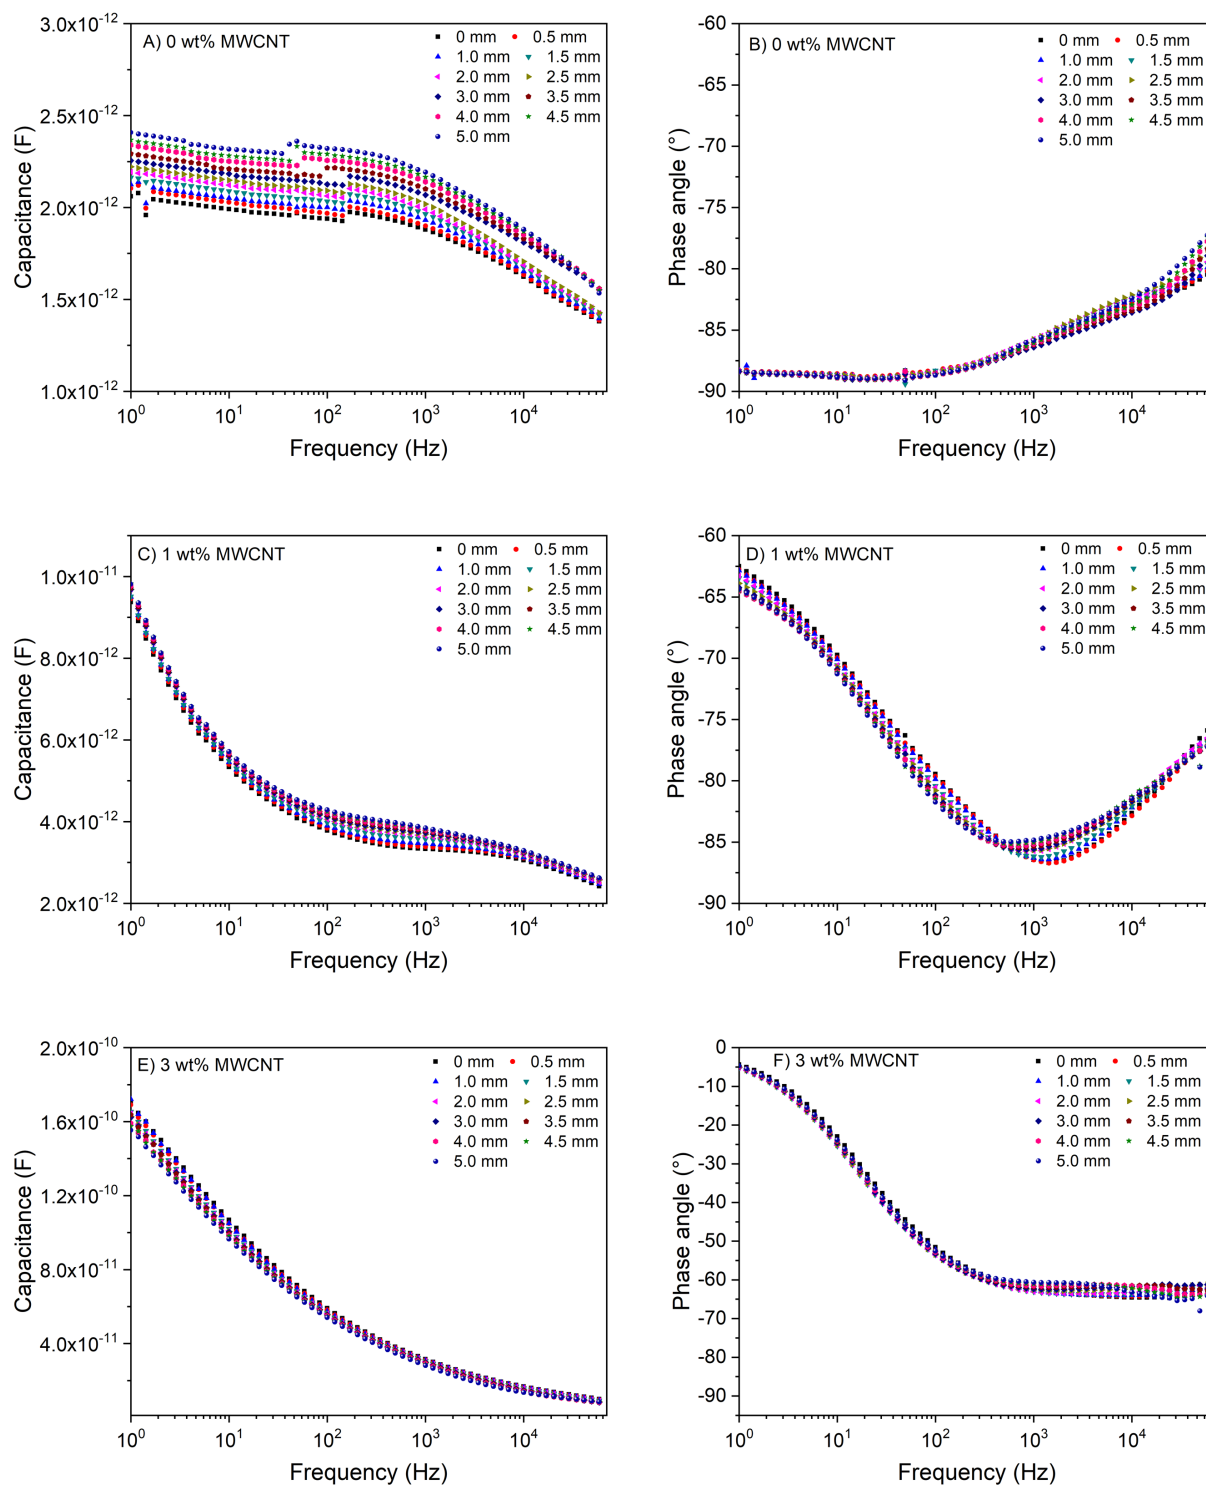 A) 0 wt% MWCNT
0 mm 0.5 mm
1.0 mm 1.5 mm
2.0 mm 2.5 mm
3.0 mm 3.5 mm
4.0 mm 4.5 mm
5.0 mm
3.0x10⁻¹²
2.5x10⁻¹²
2.0x10⁻¹²
1.5x10⁻¹²
1.0x10⁻¹²
Capacitance (F)
10⁰ 10¹ 10² 10³ 10⁴
Frequency (Hz)
B) 0 wt% MWCNT
0 mm 0.5 mm
1.0 mm 1.5 mm
2.0 mm 2.5 mm
3.0 mm 3.5 mm
4.0 mm 4.5 mm
5.0 mm
-60
-65
-70
-75
-80
-85
-90
Phase angle (°)
10⁰ 10¹ 10² 10³ 10⁴
Frequency (Hz)
C) 1 wt% MWCNT
0 mm 0.5 mm
1.0 mm 1.5 mm
2.0 mm 2.5 mm
3.0 mm 3.5 mm
4.0 mm 4.5 mm
5.0 mm
1.0x10⁻¹¹
8.0x10⁻¹²
6.0x10⁻¹²
4.0x10⁻¹²
2.0x10⁻¹²
Capacitance (F)
10⁰ 10¹ 10² 10³ 10⁴
Frequency (Hz)
D) 1 wt% MWCNT
0 mm 0.5 mm
1.0 mm 1.5 mm
2.0 mm 2.5 mm
3.0 mm 3.5 mm
4.0 mm 4.5 mm
5.0 mm
-60
-65
-70
-75
-80
-85
-90
Phase angle (°)
10⁰ 10¹ 10² 10³ 10⁴
Frequency (Hz)
E) 3 wt% MWCNT
0 mm 0.5 mm
1.0 mm 1.5 mm
2.0 mm 2.5 mm
3.0 mm 3.5 mm
4.0 mm 4.5 mm
5.0 mm
2.0x10⁻¹⁰
1.6x10⁻¹⁰
1.2x10⁻¹⁰
8.0x10⁻¹¹
4.0x10⁻¹¹
Capacitance (F)
10⁰ 10¹ 10² 10³ 10⁴
Frequency (Hz)
F) 3 wt% MWCNT
0 mm 0.5 mm
1.0 mm 1.5 mm
2.0 mm 2.5 mm
3.0 mm 3.5 mm
4.0 mm 4.5 mm
5.0 mm
0
-10
-20
-30
-40
-50
-60
-70
-80
-90
Phase angle (°)
10⁰ 10¹ 10² 10³ 10⁴
Frequency (Hz)